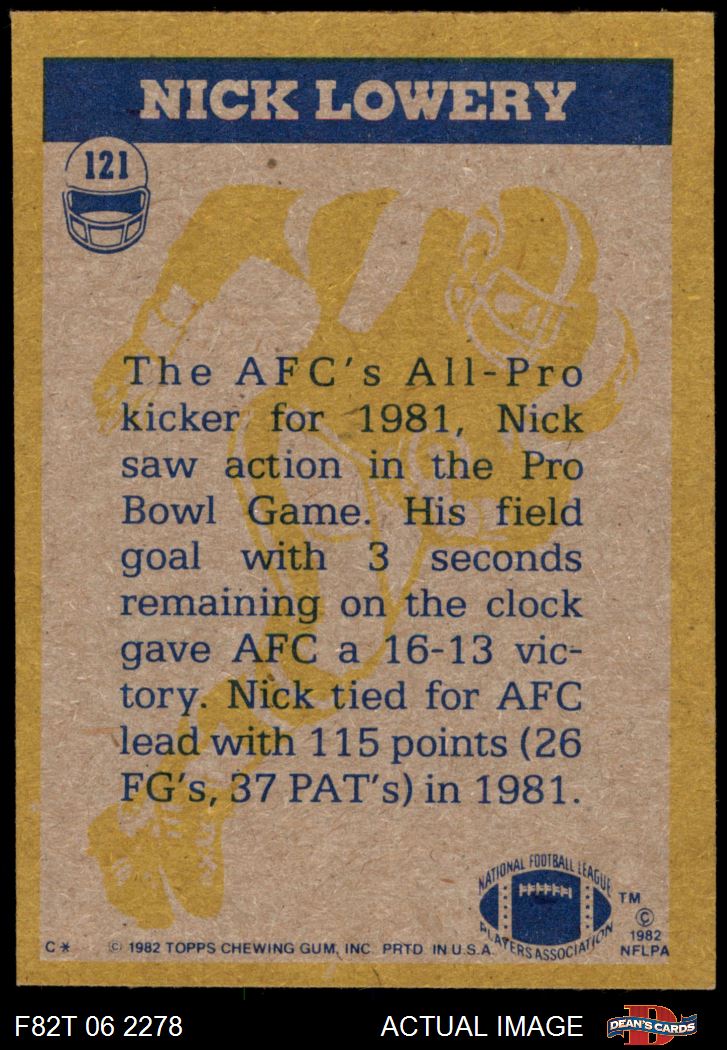 NICK LOWERY
121
The AFC's All-Pro
kicker for 1981, Nick
saw action in the Pro
Bowl Game. His field
goal with 3 seconds
remaining on the clock
gave AFC a 16-13 vic-
tory. Nick tied for AFC
lead with 115 points (26
FG's, 37 PAT's) in 1981.
NATIONAL FOOTBALL LEAGUE
PLAYERS ASSOCIATION
TM
©
1982
NFLPA
C* © 1982 TOPPS CHEWING GUM, INC. PRTD. IN U.S.A.
F82T 06 2278 ACTUAL IMAGE
D
DEAN'S CARDS